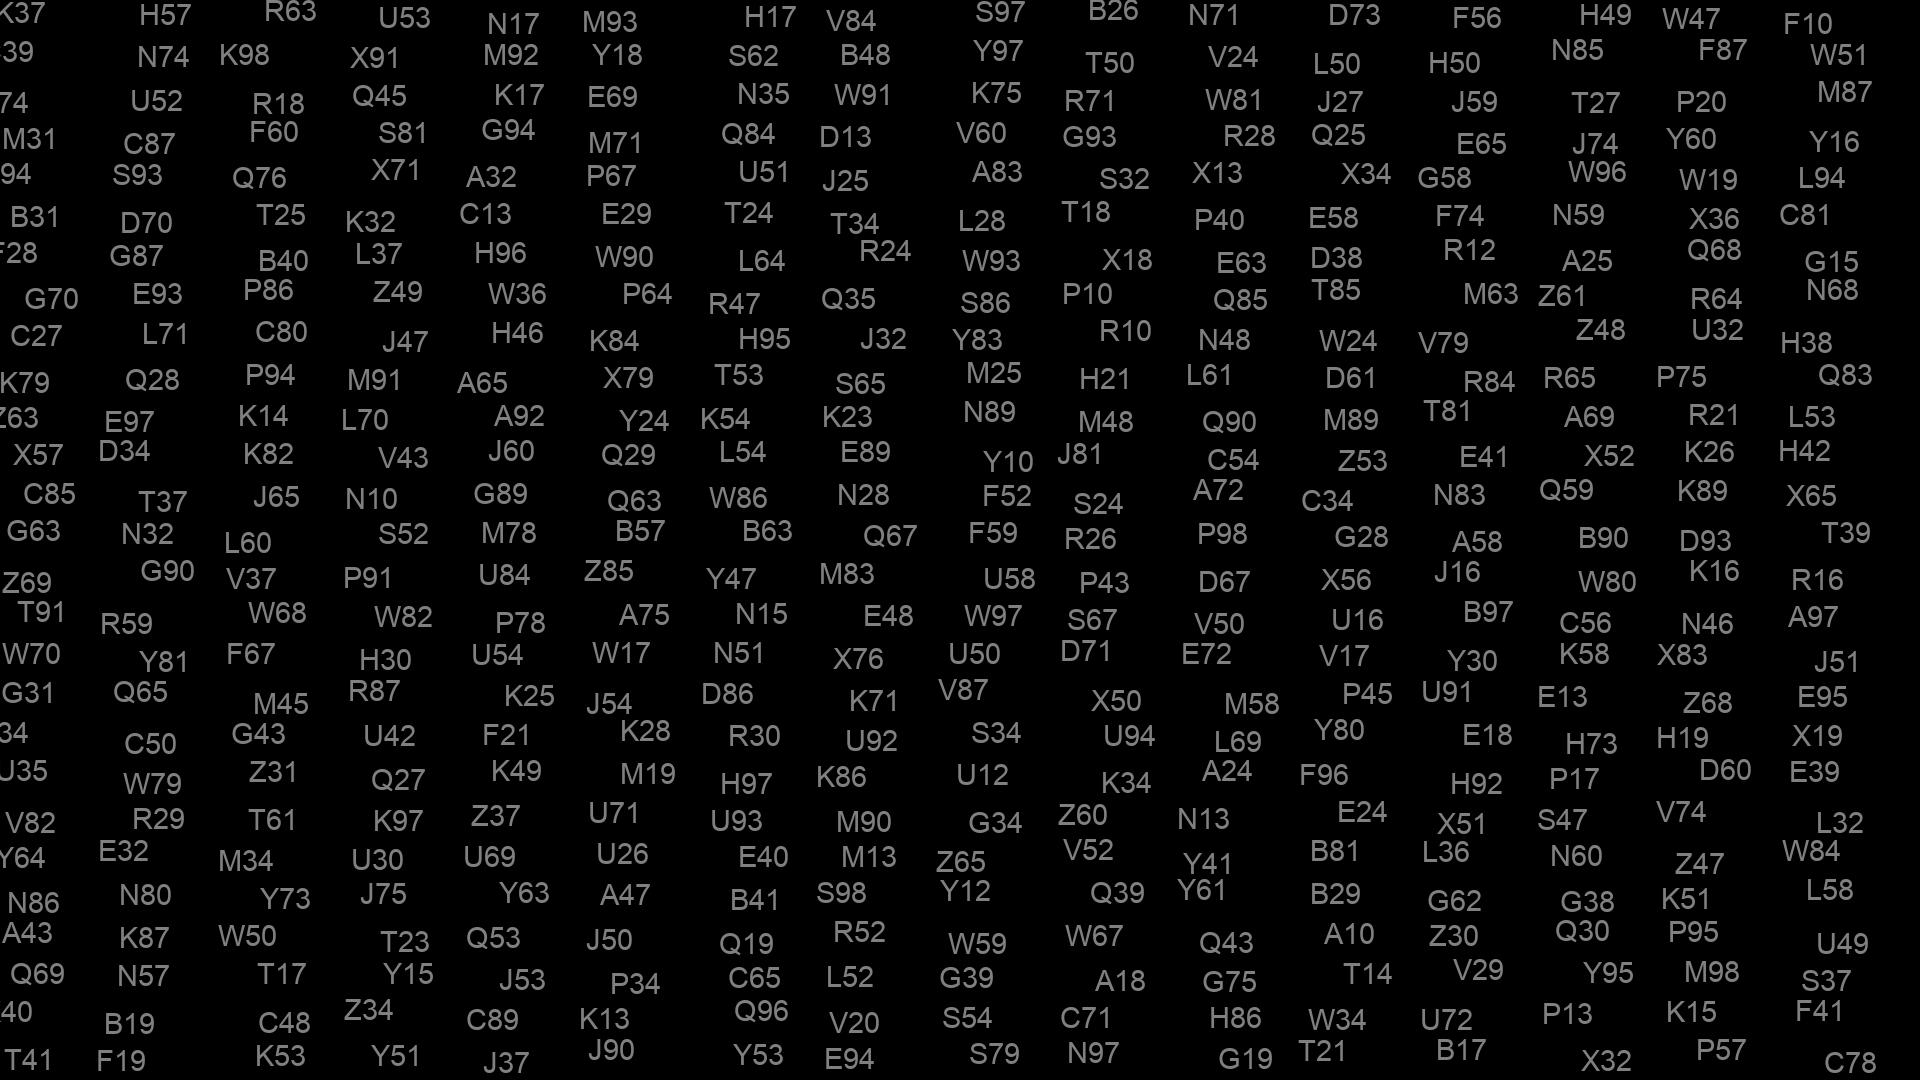 K37 H57 R63 U53 N17 M93 H17 V84 S97 B26 N71 D73 F56 H49 W47 F10
39 N74 K98 X91 M92 Y18 S62 B48 Y97 T50 V24 L50 H50 N85 F87 W51
74 U52 R18 Q45 K17 E69 N35 W91 K75 R71 W81 J27 J59 T27 P20 M87
M31 C87 F60 S81 G94 M71 Q84 D13 V60 G93 R28 Q25 E65 J74 Y60 Y16
94 S93 Q76 X71 A32 P67 U51 J25 A83 S32 X13 X34 G58 W96 W19 L94
B31 D70 T25 K32 C13 E29 T24 T34 L28 T18 P40 E58 F74 N59 X36 C81
F28 G87 B40 L37 H96 W90 L64 R24 W93 X18 E63 D38 R12 A25 Q68 G15
G70 E93 P86 Z49 W36 P64 R47 Q35 S86 P10 Q85 T85 M63 Z61 R64 N68
C27 L71 C80 J47 H46 K84 H95 J32 Y83 R10 N48 W24 V79 Z48 U32 H38
K79 Q28 P94 M91 A65 X79 T53 S65 M25 H21 L61 D61 R84 R65 P75 Q83
Z63 E97 K14 L70 A92 Y24 K54 K23 N89 M48 Q90 M89 T81 A69 R21 L53
X57 D34 K82 V43 J60 Q29 L54 E89 Y10 J81 C54 Z53 E41 X52 K26 H42
C85 T37 J65 N10 G89 Q63 W86 N28 F52 S24 A72 C34 N83 Q59 K89 X65
G63 N32 L60 S52 M78 B57 B63 Q67 F59 R26 P98 G28 A58 B90 D93 T39
Z69 G90 V37 P91 U84 Z85 Y47 M83 U58 P43 D67 X56 J16 W80 K16 R16
T91 R59 W68 W82 P78 A75 N15 E48 W97 S67 V50 U16 B97 C56 N46 A97
W70 Y81 F67 H30 U54 W17 N51 X76 U50 D71 E72 V17 Y30 K58 X83 J51
G31 Q65 M45 R87 K25 J54 D86 K71 V87 X50 M58 P45 U91 E13 Z68 E95
34 C50 G43 U42 F21 K28 R30 U92 S34 U94 L69 Y80 E18 H73 H19 X19
U35 W79 Z31 Q27 K49 M19 H97 K86 U12 K34 A24 F96 H92 P17 D60 E39
V82 R29 T61 K97 Z37 U71 U93 M90 G34 Z60 N13 E24 X51 S47 V74 L32
Y64 E32 M34 U30 U69 U26 E40 M13 Z65 V52 Y41 B81 L36 N60 Z47 W84
N86 N80 Y73 J75 Y63 A47 B41 S98 Y12 Q39 Y61 B29 G62 G38 K51 L58
A43 K87 W50 T23 Q53 J50 Q19 R52 W59 W67 Q43 A10 Z30 Q30 P95 U49
Q69 N57 T17 Y15 J53 P34 C65 L52 G39 A18 G75 T14 V29 Y95 M98 S37
40 B19 C48 Z34 C89 K13 Q96 V20 S54 C71 H86 W34 U72 P13 K15 F41
T41 F19 K53 Y51 J37 J90 Y53 E94 S79 N97 G19 T21 B17 X32 P57 C78